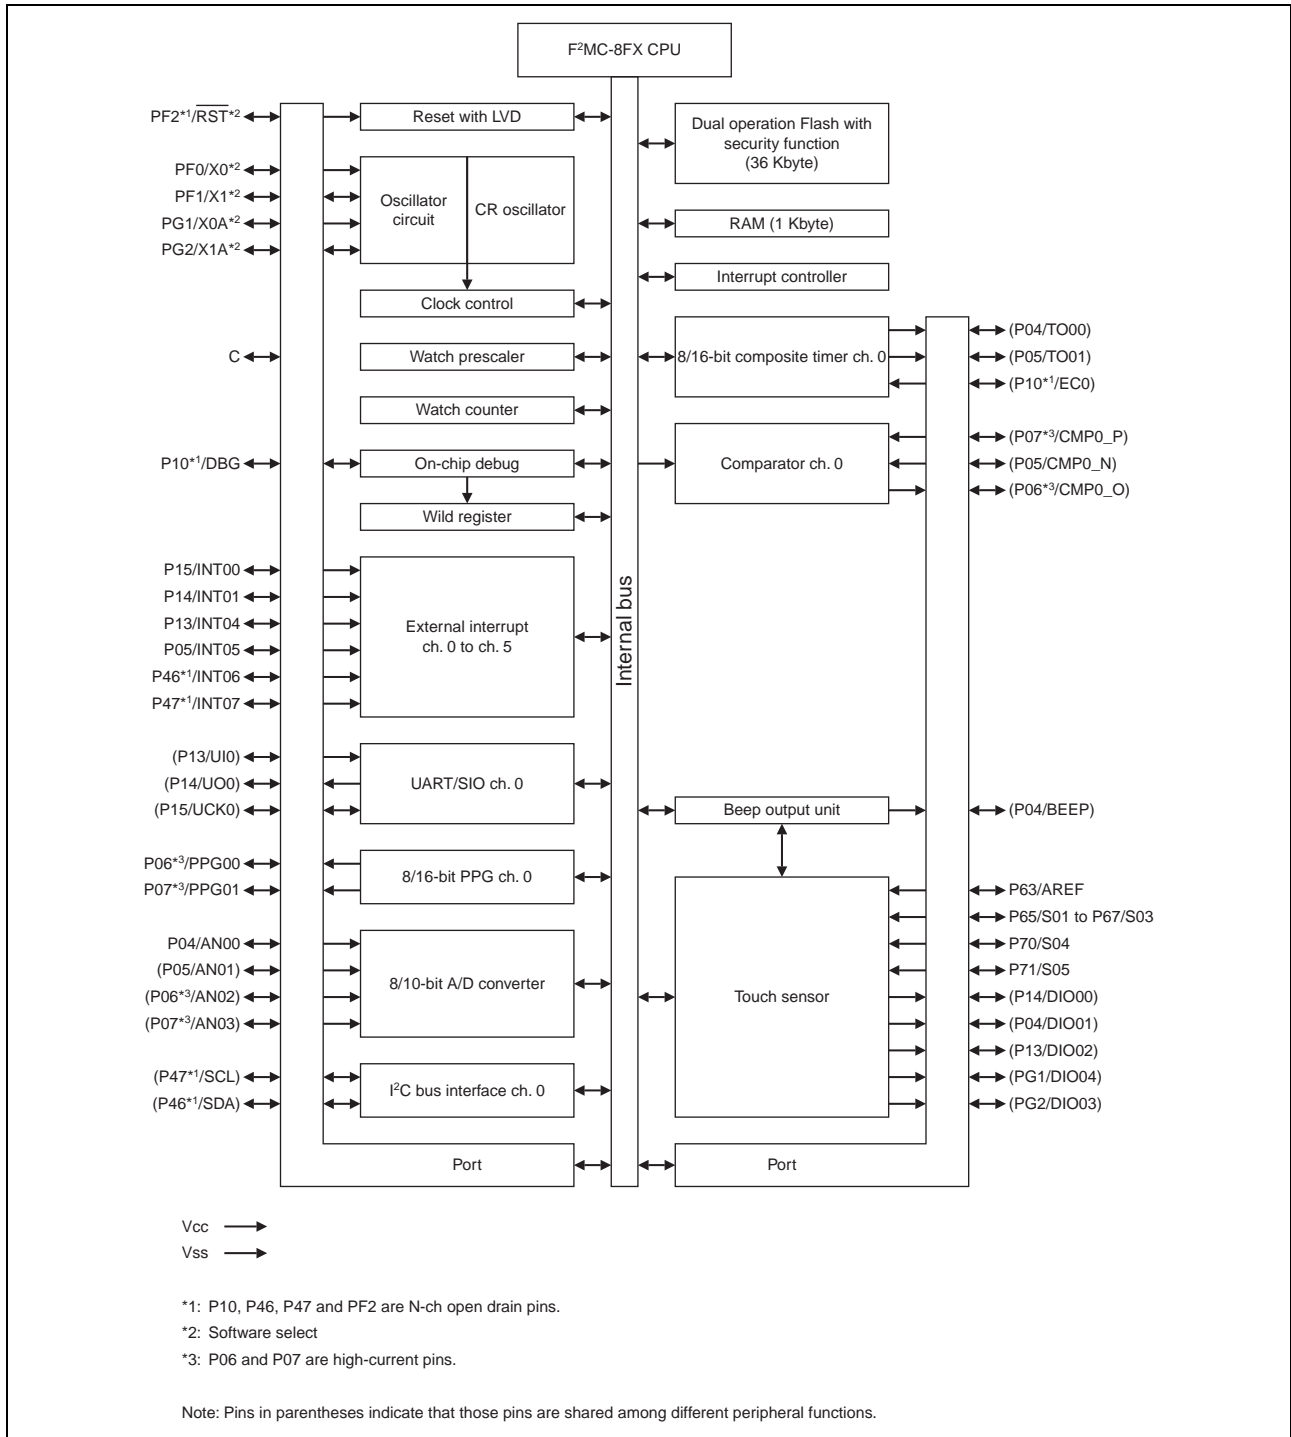 F²MC-8FX CPU
PF2*1/RST*2
Reset with LVD
Dual operation Flash with
security function
(36 Kbyte)
PF0/X0*2
PF1/X1*2
PG1/X0A*2
PG2/X1A*2
Oscillator
circuit
CR oscillator
RAM (1 Kbyte)
Interrupt controller
Clock control
C
Watch prescaler
8/16-bit composite timer ch. 0
(P04/TO00)
(P05/TO01)
(P10*1/EC0)
Watch counter
P10*1/DBG
On-chip debug
Comparator ch. 0
(P07*3/CMP0_P)
(P05/CMP0_N)
(P06*3/CMP0_O)
Wild register
Internal bus
P15/INT00
P14/INT01
P13/INT04
P05/INT05
P46*1/INT06
P47*1/INT07
External interrupt
ch. 0 to ch. 5
(P13/UI0)
(P14/UO0)
(P15/UCK0)
UART/SIO ch. 0
Beep output unit
(P04/BEEP)
P06*3/PPG00
P07*3/PPG01
8/16-bit PPG ch. 0
P04/AN00
(P05/AN01)
(P06*3/AN02)
(P07*3/AN03)
8/10-bit A/D converter
Touch sensor
P63/AREF
P65/S01 to P67/S03
P70/S04
P71/S05
(P14/DIO00)
(P04/DIO01)
(P13/DIO02)
(PG1/DIO04)
(PG2/DIO03)
(P47*1/SCL)
(P46*1/SDA)
I²C bus interface ch. 0
Port
Port
Vcc
Vss
*1: P10, P46, P47 and PF2 are N-ch open drain pins.
*2: Software select
*3: P06 and P07 are high-current pins.
Note: Pins in parentheses indicate that those pins are shared among different peripheral functions.